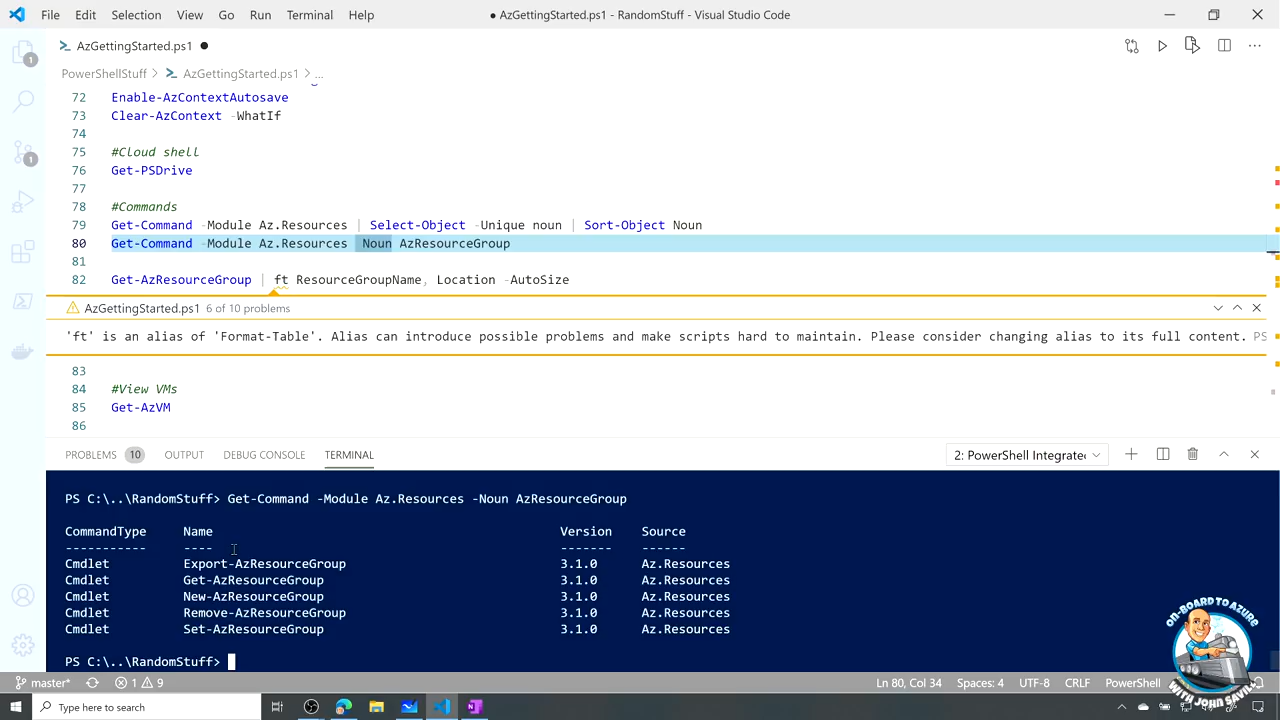 File Edit Selection View Go Run Terminal Help ● AzGettingStarted.ps1 - RandomStuff - Visual Studio Code
AzGettingStarted.ps1 ●
PowerShellStuff > AzGettingStarted.ps1 > ...
72 Enable-AzContextAutosave
73 Clear-AzContext -WhatIf
74
75 #Cloud shell
76 Get-PSDrive
77
78 #Commands
79 Get-Command -Module Az.Resources | Select-Object -Unique noun | Sort-Object Noun
80 Get-Command -Module Az.Resources Noun AzResourceGroup
81
82 Get-AzResourceGroup | ft ResourceGroupName, Location -AutoSize
AzGettingStarted.ps1 6 of 10 problems
'ft' is an alias of 'Format-Table'. Alias can introduce possible problems and make scripts hard to maintain. Please consider changing alias to its full content. PS
83
84 #View VMs
85 Get-AzVM
86
PROBLEMS 10 OUTPUT DEBUG CONSOLE TERMINAL 2: PowerShell Integrate
PS C:\..\RandomStuff> Get-Command -Module Az.Resources -Noun AzResourceGroup
CommandType Name Version Source
----------- ---- ------- ------
Cmdlet Export-AzResourceGroup 3.1.0 Az.Resources
Cmdlet Get-AzResourceGroup 3.1.0 Az.Resources
Cmdlet New-AzResourceGroup 3.1.0 Az.Resources
Cmdlet Remove-AzResourceGroup 3.1.0 Az.Resources
Cmdlet Set-AzResourceGroup 3.1.0 Az.Resources
PS C:\..\RandomStuff>
ON-BOARD TO AZURE
WITH JOHN SAVILL
master* 1 9 Ln 80, Col 34 Spaces: 4 UTF-8 CRLF PowerShell
Type here to search